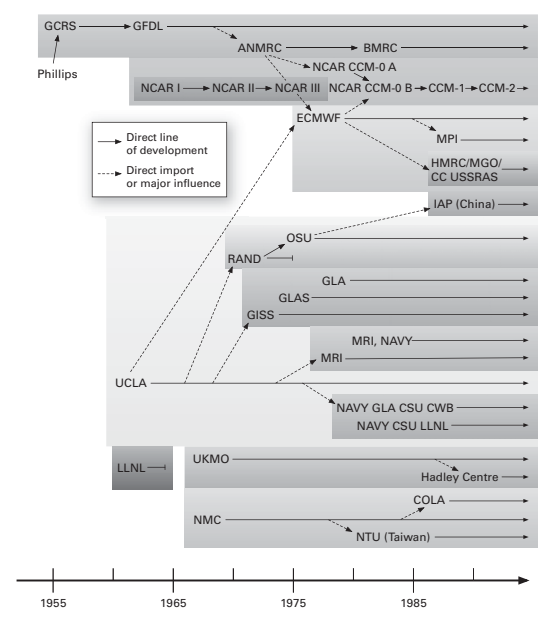 GCRS GFDL
ANMRC BMRC
Phillips
NCAR CCM-0 A
NCAR I NCAR II NCAR III NCAR CCM-0 B CCM-1 CCM-2
ECMWF
Direct line
of development
Direct import
or major influence
MPI
HMRC/MGO/
CC USSRAS
IAP (China)
OSU
RAND
GLA
GLAS
GISS
MRI, NAVY
MRI
UCLA
NAVY GLA CSU CWB
NAVY CSU LLNL
UKMO
LLNL
Hadley Centre
COLA
NMC
NTU (Taiwan)
1955 1965 1975 1985